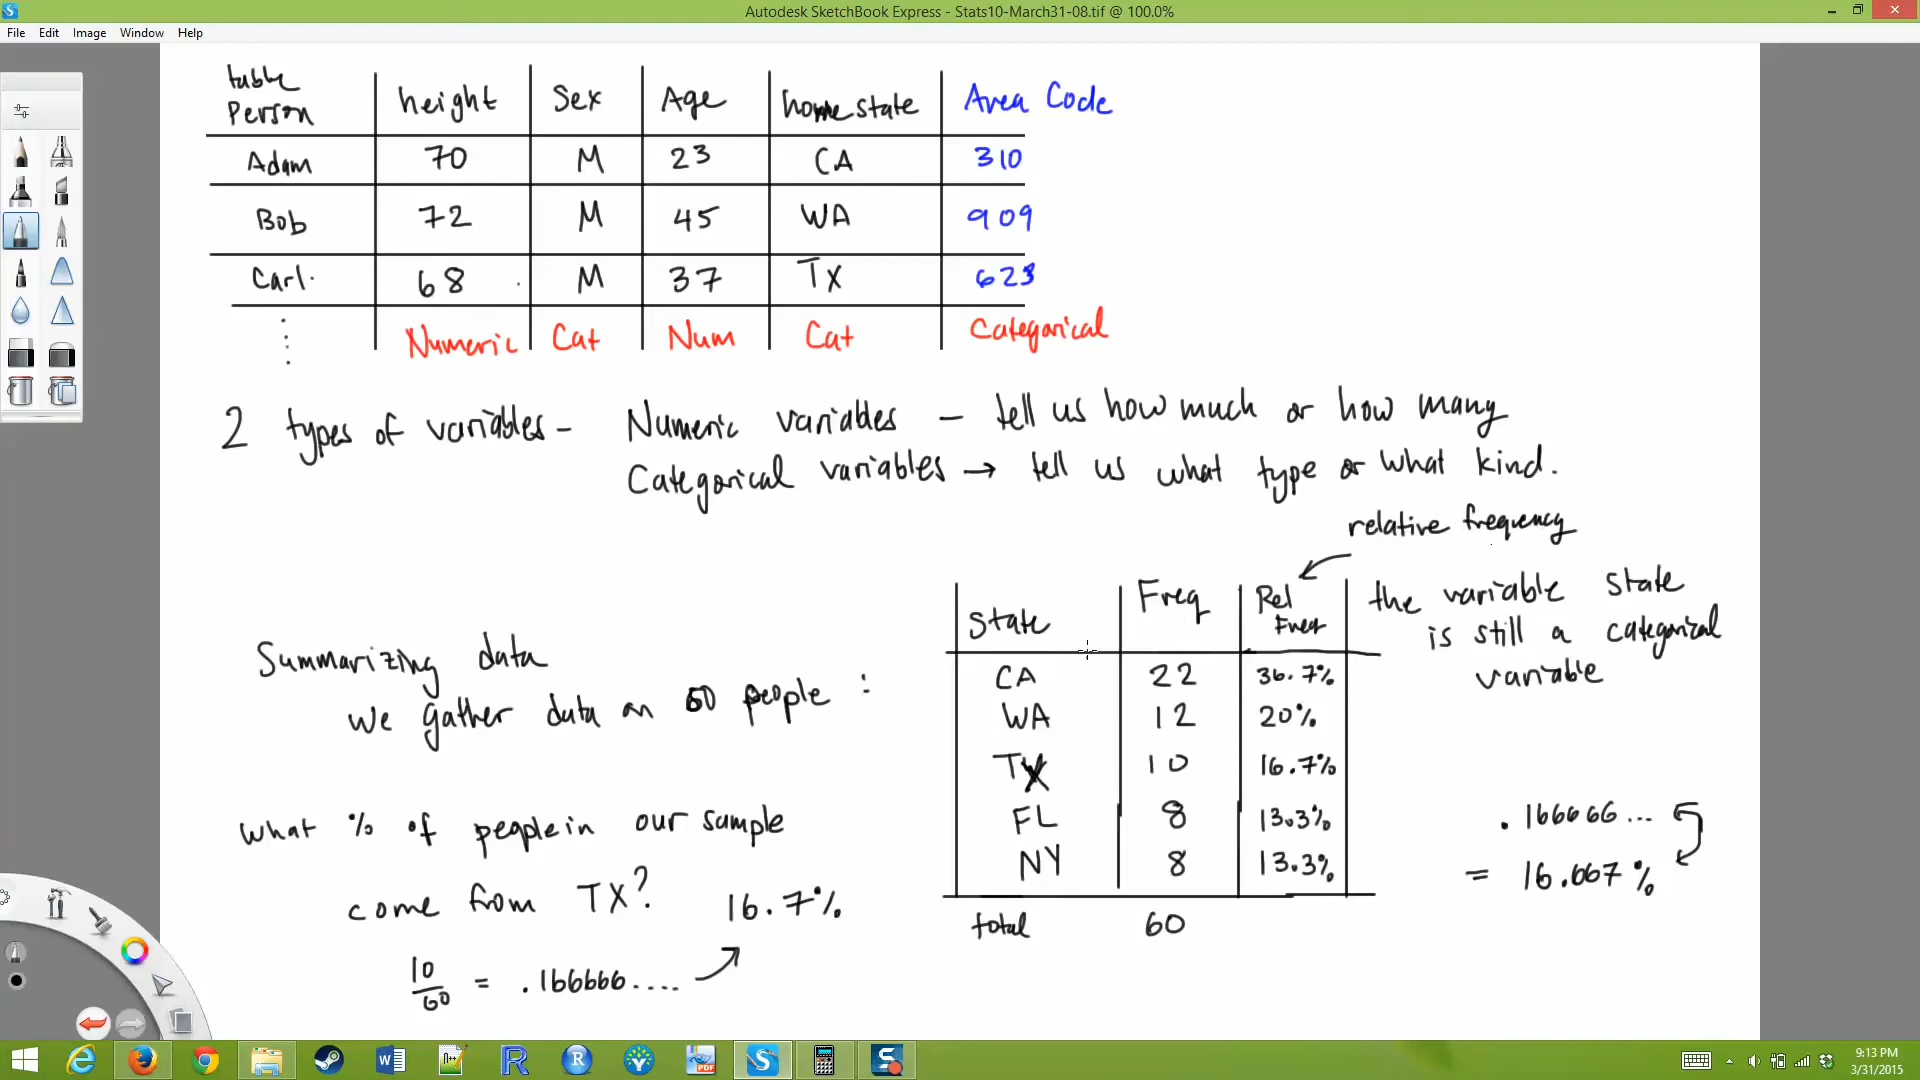 Autodesk SketchBook Express - Stats10-March31-08.tif @ 100.0%
File Edit Image Window Help
table
Person height Sex Age home state Area Code
Adam 70 M 23 CA 310
Bob 72 M 45 WA 909
Carl 68 M 37 TX 623
Numeric Cat Num Cat Categorical
2 types of variables - Numeric variables - tell us how much or how many
Categorical variables → tell us what type or what kind.
relative frequency
State Freq Rel Freq
CA 22 36.7%
WA 12 20%
TX 10 16.7%
FL 8 13.3%
NY 8 13.3%
total 60
the variable state
is still a categorical
variable
Summarizing data
We gather data on 60 people :
What % of people in our sample
come from TX? 16.7%
10/60 = .166666....
.166666...
= 16.667%
9:13 PM
3/31/2015